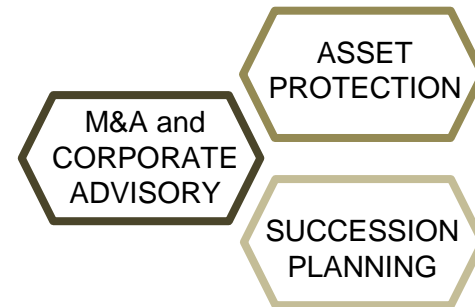 M&A and
CORPORATE
ADVISORY
ASSET
PROTECTION
SUCCESSION
PLANNING